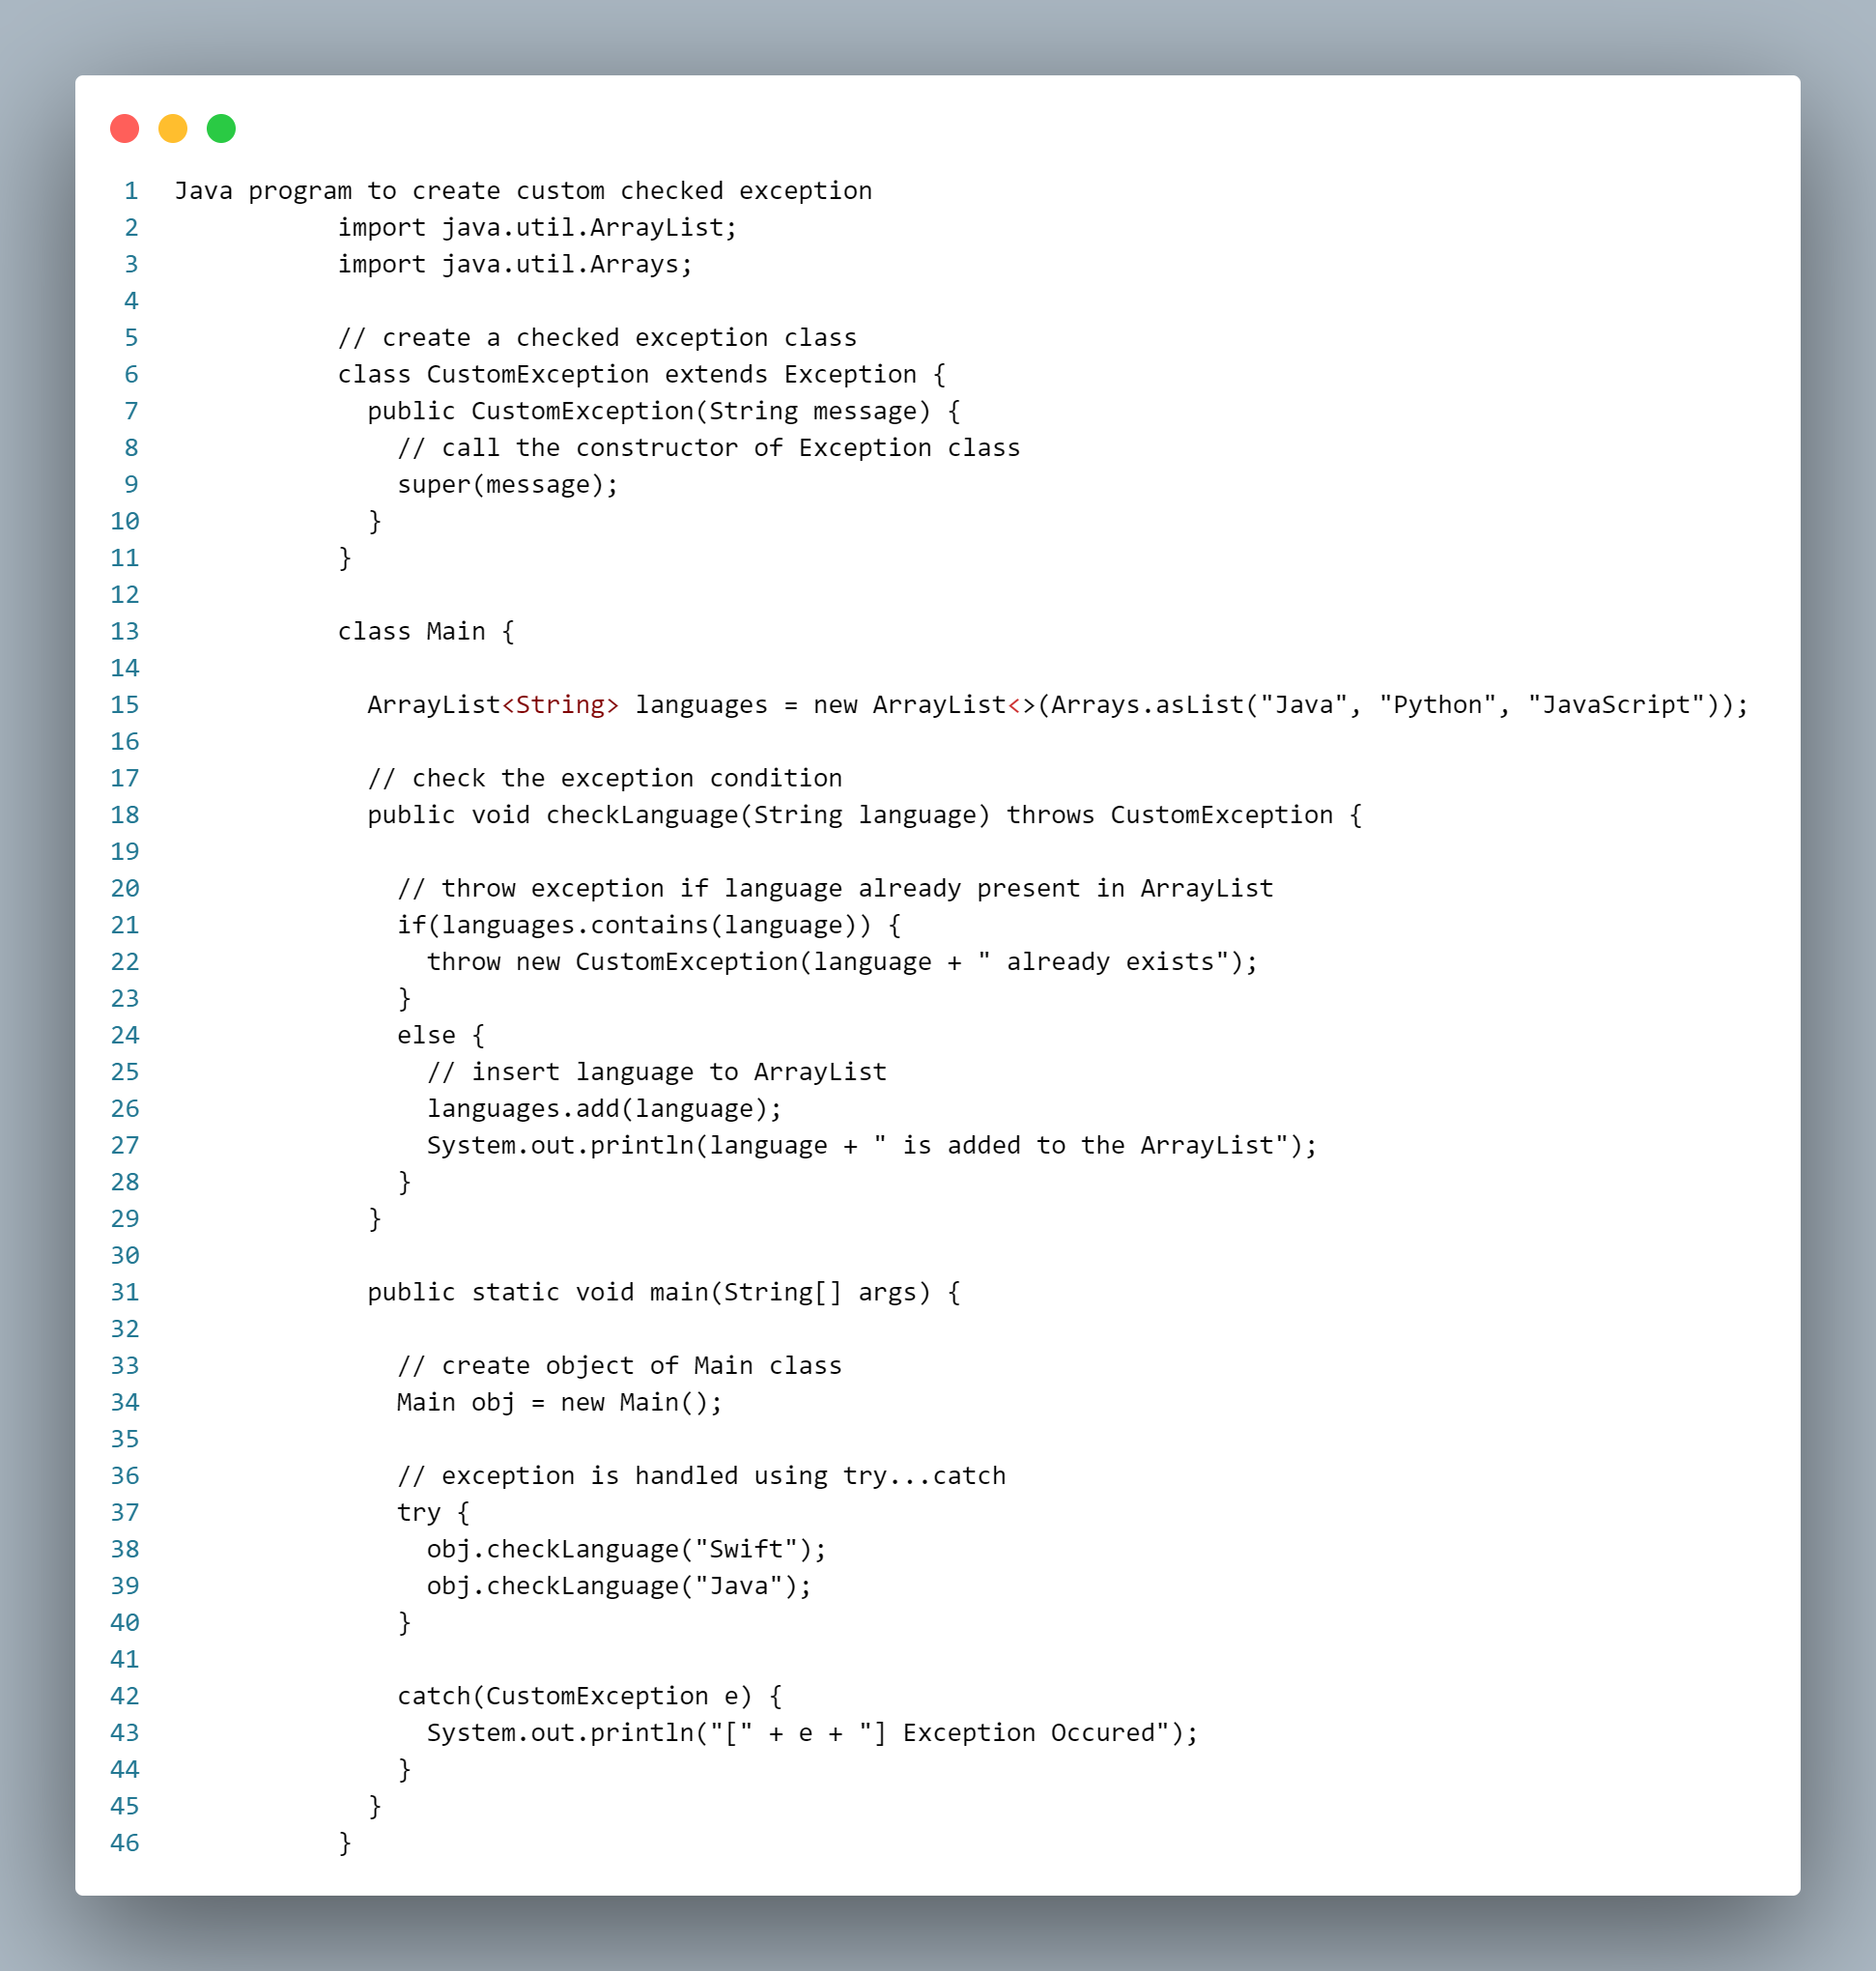 1 Java program to create custom checked exception
2 import java.util.ArrayList;
3 import java.util.Arrays;
4
5 // create a checked exception class
6 class CustomException extends Exception {
7   public CustomException(String message) {
8     // call the constructor of Exception class
9     super(message);
10   }
11 }
12
13 class Main {
14
15   ArrayList<String> languages = new ArrayList<>(Arrays.asList("Java", "Python", "JavaScript"));
16
17   // check the exception condition
18   public void checkLanguage(String language) throws CustomException {
19
20     // throw exception if language already present in ArrayList
21     if(languages.contains(language)) {
22       throw new CustomException(language + " already exists");
23     }
24     else {
25       // insert language to ArrayList
26       languages.add(language);
27       System.out.println(language + " is added to the ArrayList");
28     }
29   }
30
31   public static void main(String[] args) {
32
33     // create object of Main class
34     Main obj = new Main();
35
36     // exception is handled using try...catch
37     try {
38       obj.checkLanguage("Swift");
39       obj.checkLanguage("Java");
40     }
41
42     catch(CustomException e) {
43       System.out.println("[" + e + "] Exception Occured");
44     }
45   }
46 }